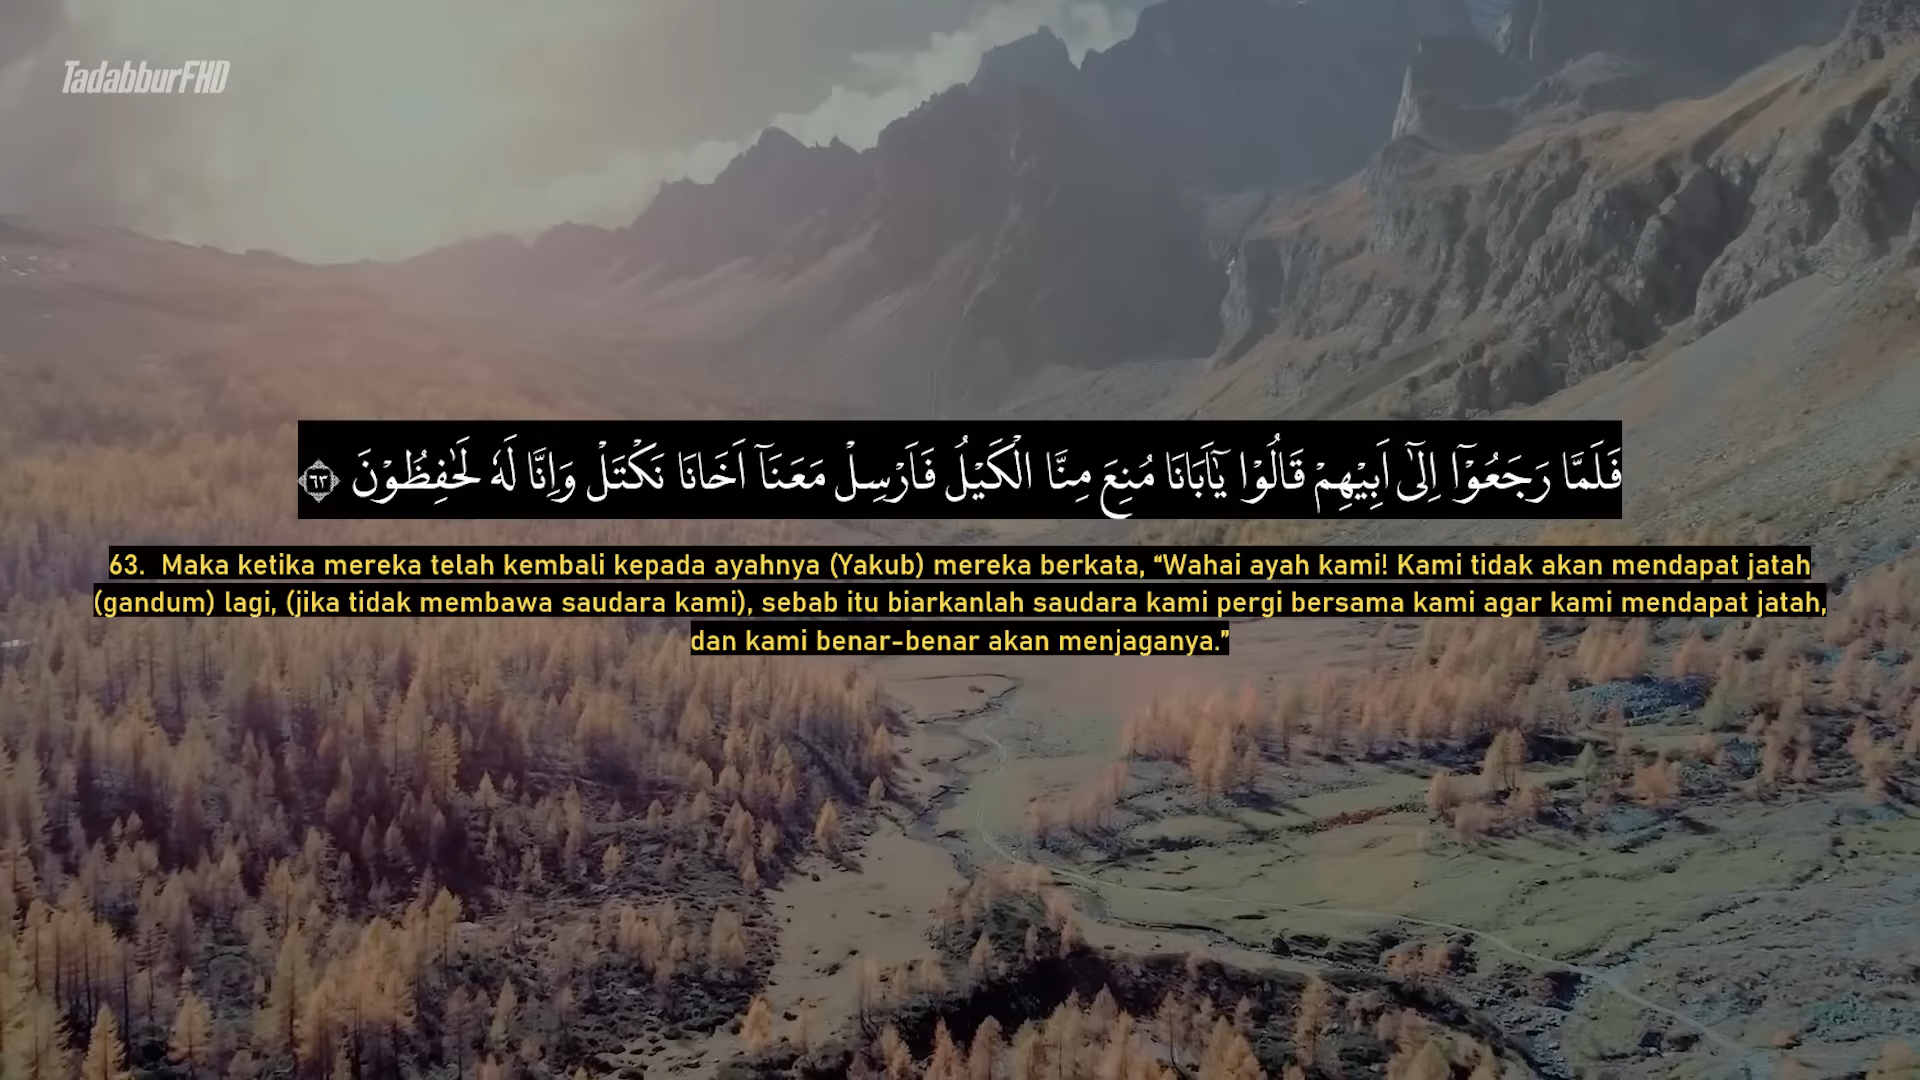 TadabburFHD
فَلَمَّا رَجَعُوْٓا اِلٰٓى اَبِيْهِمْ قَالُوْا يٰٓاَبَانَا مُنِعَ مِنَّا الْكَيْلُ فَاَرْسِلْ مَعَنَآ اَخَانَا نَكْتَلْ وَاِنَّا لَهٗ لَحٰفِظُوْنَ ۝٦٣
63. Maka ketika mereka telah kembali kepada ayahnya (Yakub) mereka berkata, “Wahai ayah kami! Kami tidak akan mendapat jatah
(gandum) lagi, (jika tidak membawa saudara kami), sebab itu biarkanlah saudara kami pergi bersama kami agar kami mendapat jatah,
dan kami benar-benar akan menjaganya.”